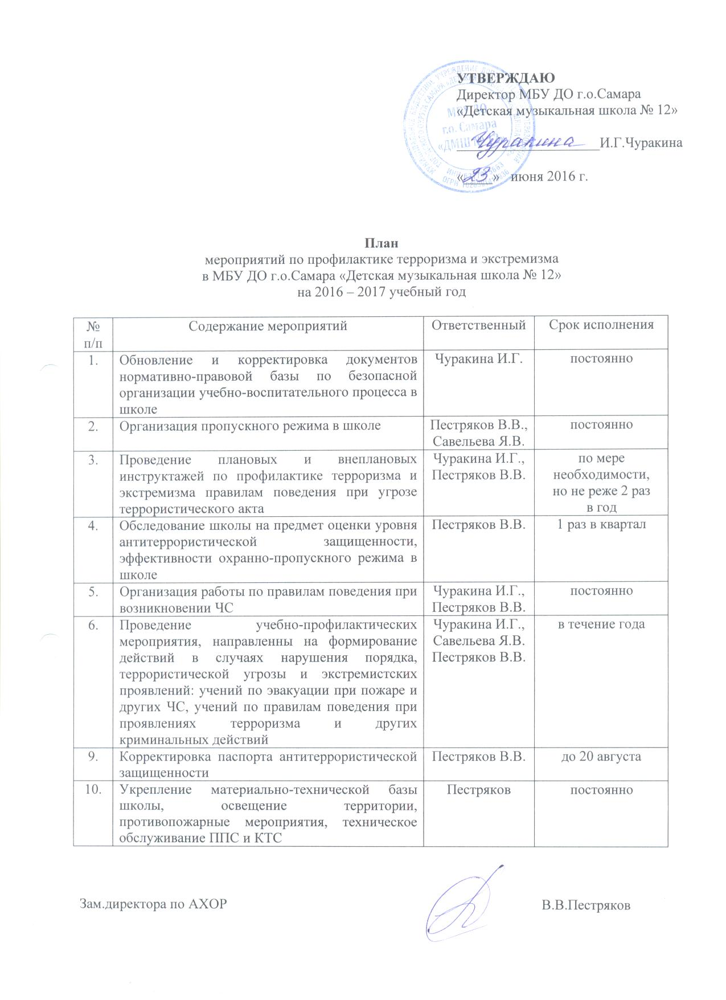 УТВЕРЖДАЮ
Директор МБУ ДО г.о.Самара
«Детская музыкальная школа № 12»
МБУ ДО
г.о. Самара
«ДМШ № 12»
Чуракина И.Г.Чуракина
«23» июня 2016 г.
План
мероприятий по профилактике терроризма и экстремизма
в МБУ ДО г.о.Самара «Детская музыкальная школа № 12»
на 2016 – 2017 учебный год
№ Содержание мероприятий Ответственный Срок исполнения
п/п
1. Обновление и корректировка документов Чуракина И.Г. постоянно
нормативно-правовой базы по безопасной
организации учебно-воспитательного процесса в
школе
2. Организация пропускного режима в школе Пестряков В.В., постоянно
Савельева Я.В.
3. Проведение плановых и внеплановых Чуракина И.Г., по мере
инструктажей по профилактике терроризма и Пестряков В.В. необходимости,
экстремизма правилам поведения при угрозе но не реже 2 раз
террористического акта в год
4. Обследование школы на предмет оценки уровня Пестряков В.В. 1 раз в квартал
антитеррористической защищенности,
эффективности охранно-пропускного режима в
школе
5. Организация работы по правилам поведения при Чуракина И.Г., постоянно
возникновении ЧС Пестряков В.В.
6. Проведение учебно-профилактических Чуракина И.Г., в течение года
мероприятия, направленны на формирование Савельева Я.В.
действий в случаях нарушения порядка, Пестряков В.В.
террористической угрозы и экстремистских
проявлений: учений по эвакуации при пожаре и
других ЧС, учений по правилам поведения при
проявлениях терроризма и других
криминальных действий
9. Корректировка паспорта антитеррористической Пестряков В.В. до 20 августа
защищенности
10. Укрепление материально-технической базы Пестряков постоянно
школы, освещение территории,
противопожарные мероприятия, техническое
обслуживание ППС и КТС
Зам.директора по АХОР В.В.Пестряков